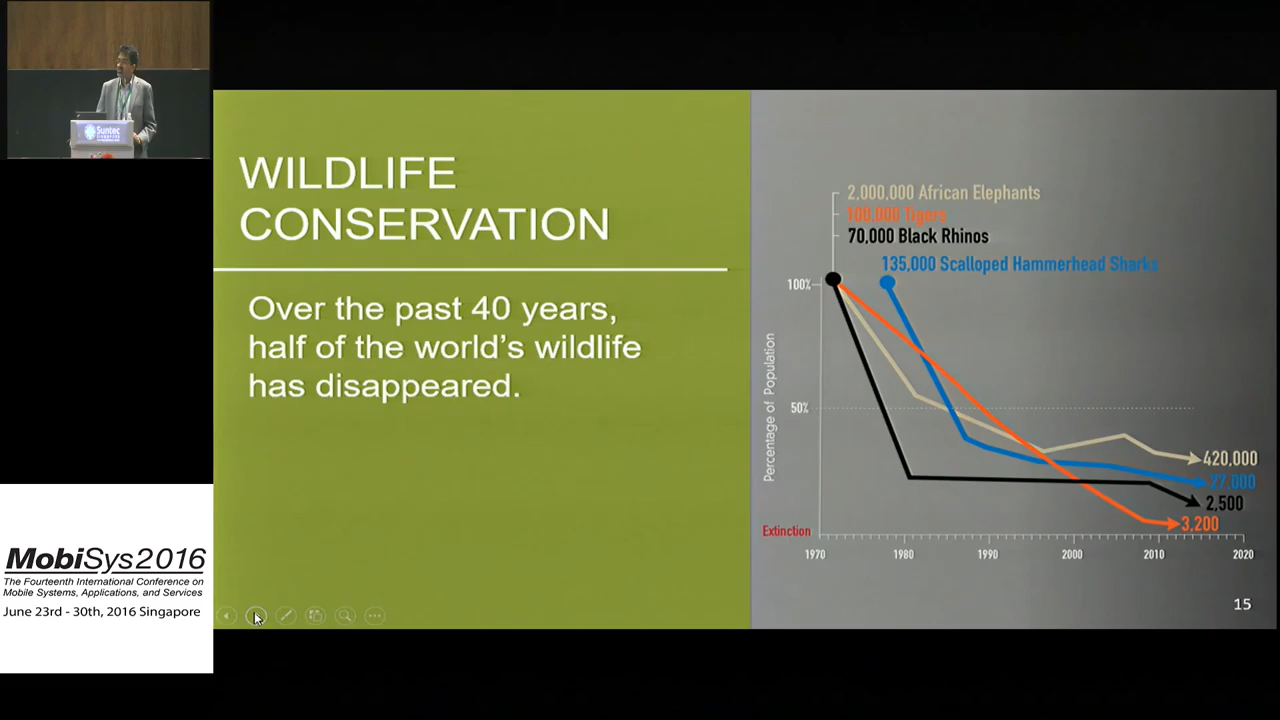 Suntec
WILDLIFE
CONSERVATION
Over the past 40 years,
half of the world's wildlife
has disappeared.
2,000,000 African Elephants
100,000 Tigers
70,000 Black Rhinos
135,000 Scalloped Hammerhead Sharks
100%
50%
Percentage of Population
Extinction
420,000
27,000
2,500
3,200
1970 1980 1990 2000 2010 2020
15
MobiSys2016
The Fourteenth International Conference on
Mobile Systems, Applications, and Services
June 23rd - 30th, 2016 Singapore